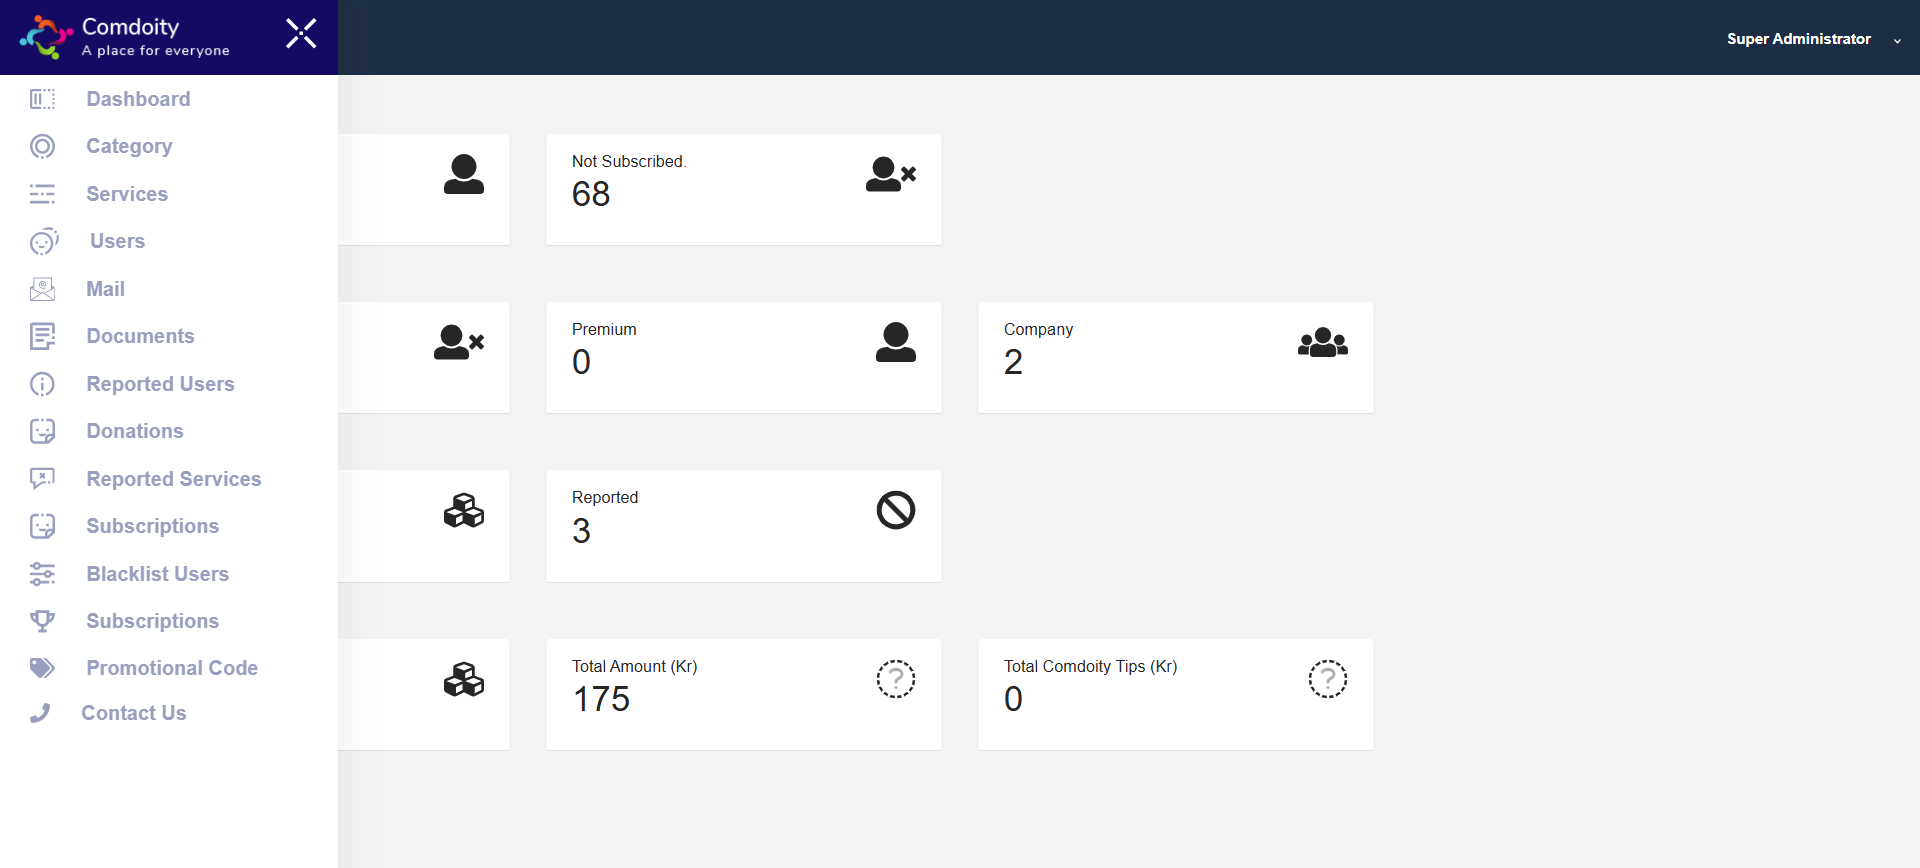 Comdoity
A place for everyone
Super Administrator
Dashboard
Category
Services
Users
Mail
Documents
Reported Users
Donations
Reported Services
Subscriptions
Blacklist Users
Subscriptions
Promotional Code
Contact Us
Not Subscribed.
68
Premium
0
Company
2
Reported
3
Total Amount (Kr)
175
?
Total Comdoity Tips (Kr)
0
?